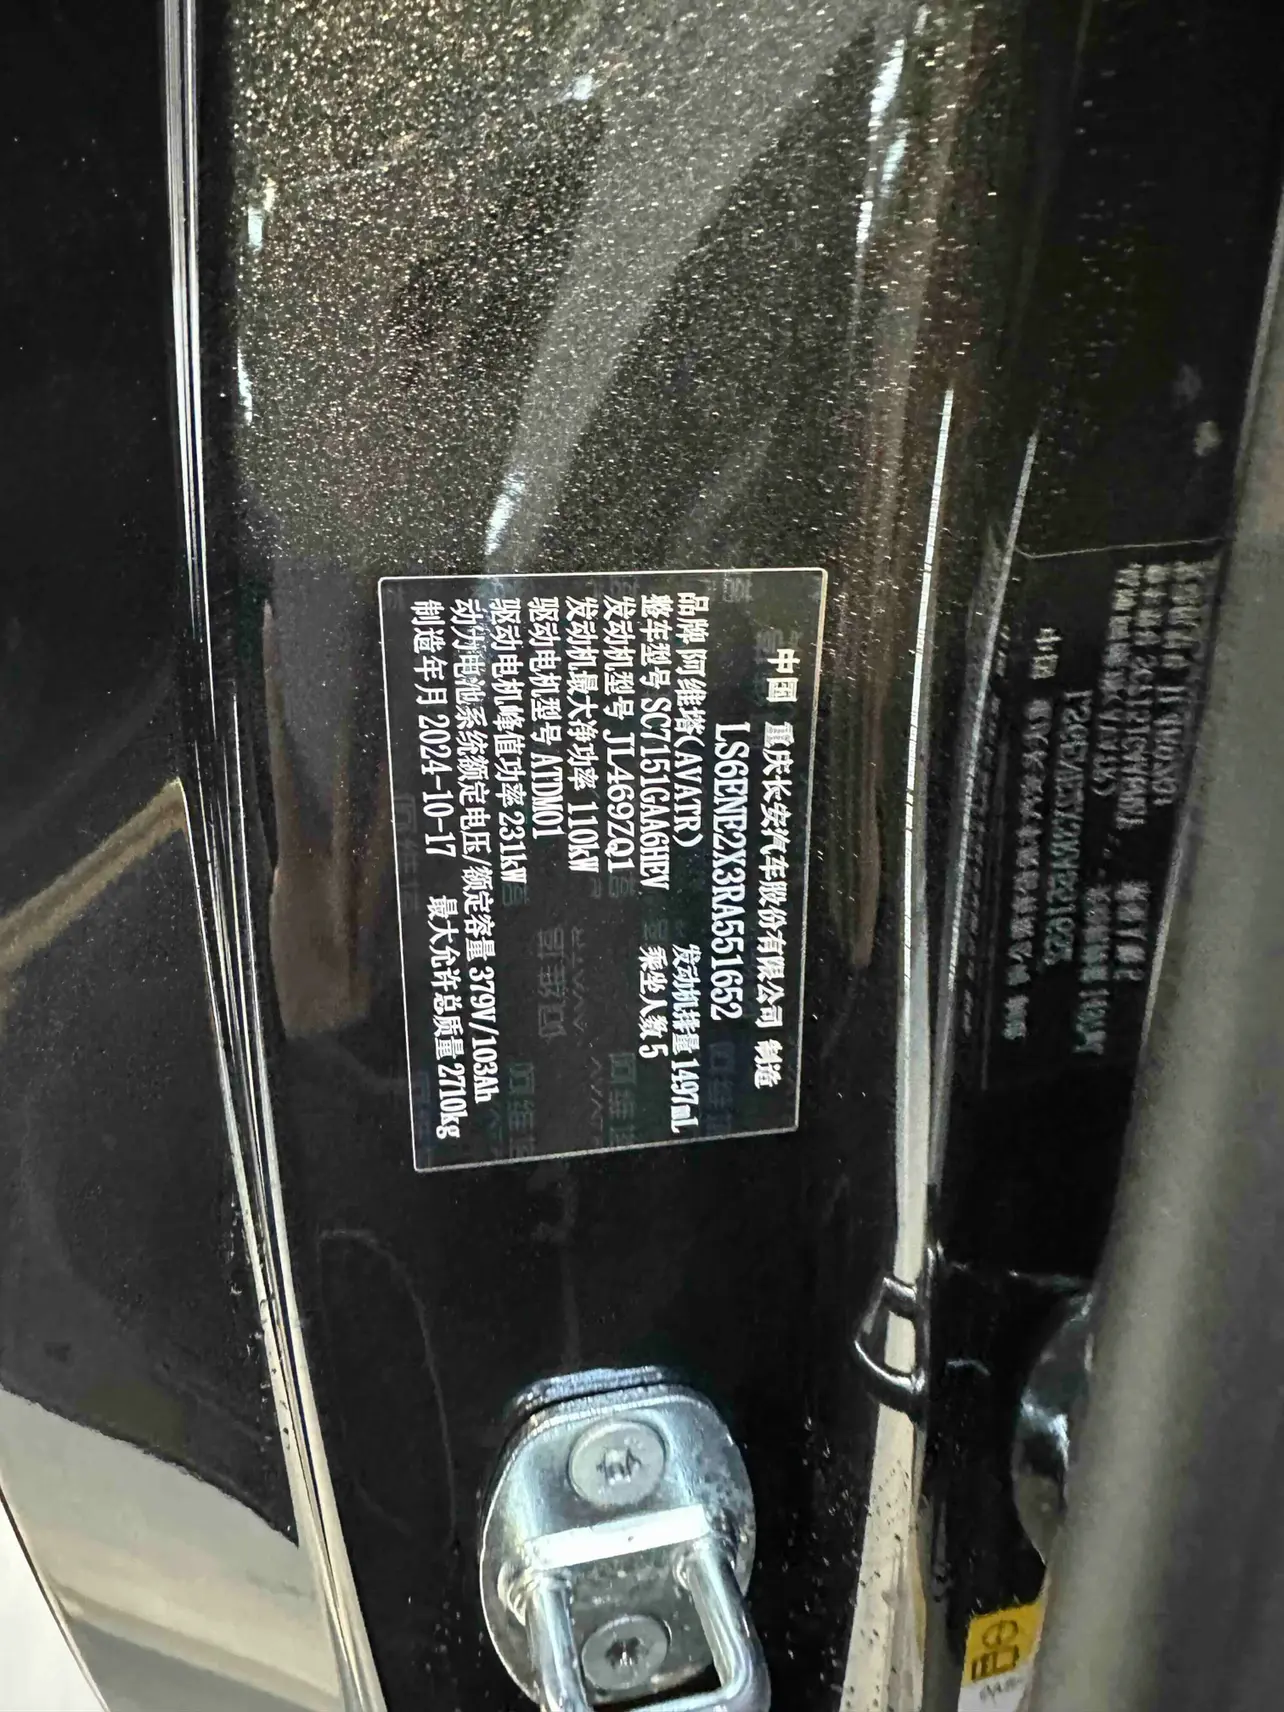 中国 重庆长安汽车股份有限公司 制造
LS6ENE2X3RA551652
品牌 阿维塔(AVATR) 发动机排量 1497mL
整车型号 SC7151GAA6HEV 乘坐人数 5
发动机型号 JL469ZQ1
发动机最大净功率 110kW
驱动电机型号 ATDM01
驱动电机峰值功率 231kW
动力电池系统额定电压/额定容量 379V/103Ah
制造年月 2024-10-17 最大允许总质量 2710kg